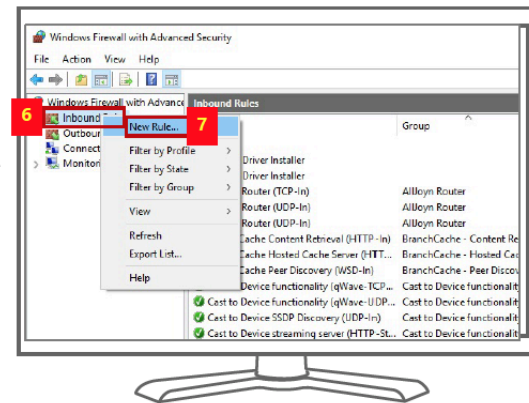 Windows Firewall with Advanced Security
File Action View Help
Windows Firewall with Advance
Inbound Rules
6
Inbound
7
New Rule...
Group
Outbour
Connect
Monitori
Filter by Profile
Filter by State
Filter by Group
View
Refresh
Export List...
Help
Driver Installer
Driver Installer
Router (TCP-In) AllJoyn Router
Router (UDP-In) AllJoyn Router
Router (UDP-In) AllJoyn Router
Cache Content Retrieval (HTTP-In) BranchCache - Content Re
Cache Hosted Cache Server (HTT... BranchCache - Hosted Cac
Cache Peer Discovery (WSD-In) BranchCache - Peer Discov
Device functionality (qWave-TCP... Cast to Device functionalit
Cast to Device functionality (qWave-UDP... Cast to Device functionalit
Cast to Device SSDP Discovery (UDP-In) Cast to Device functionalit
Cast to Device streaming server (HTTP-St... Cast to Device functionalit